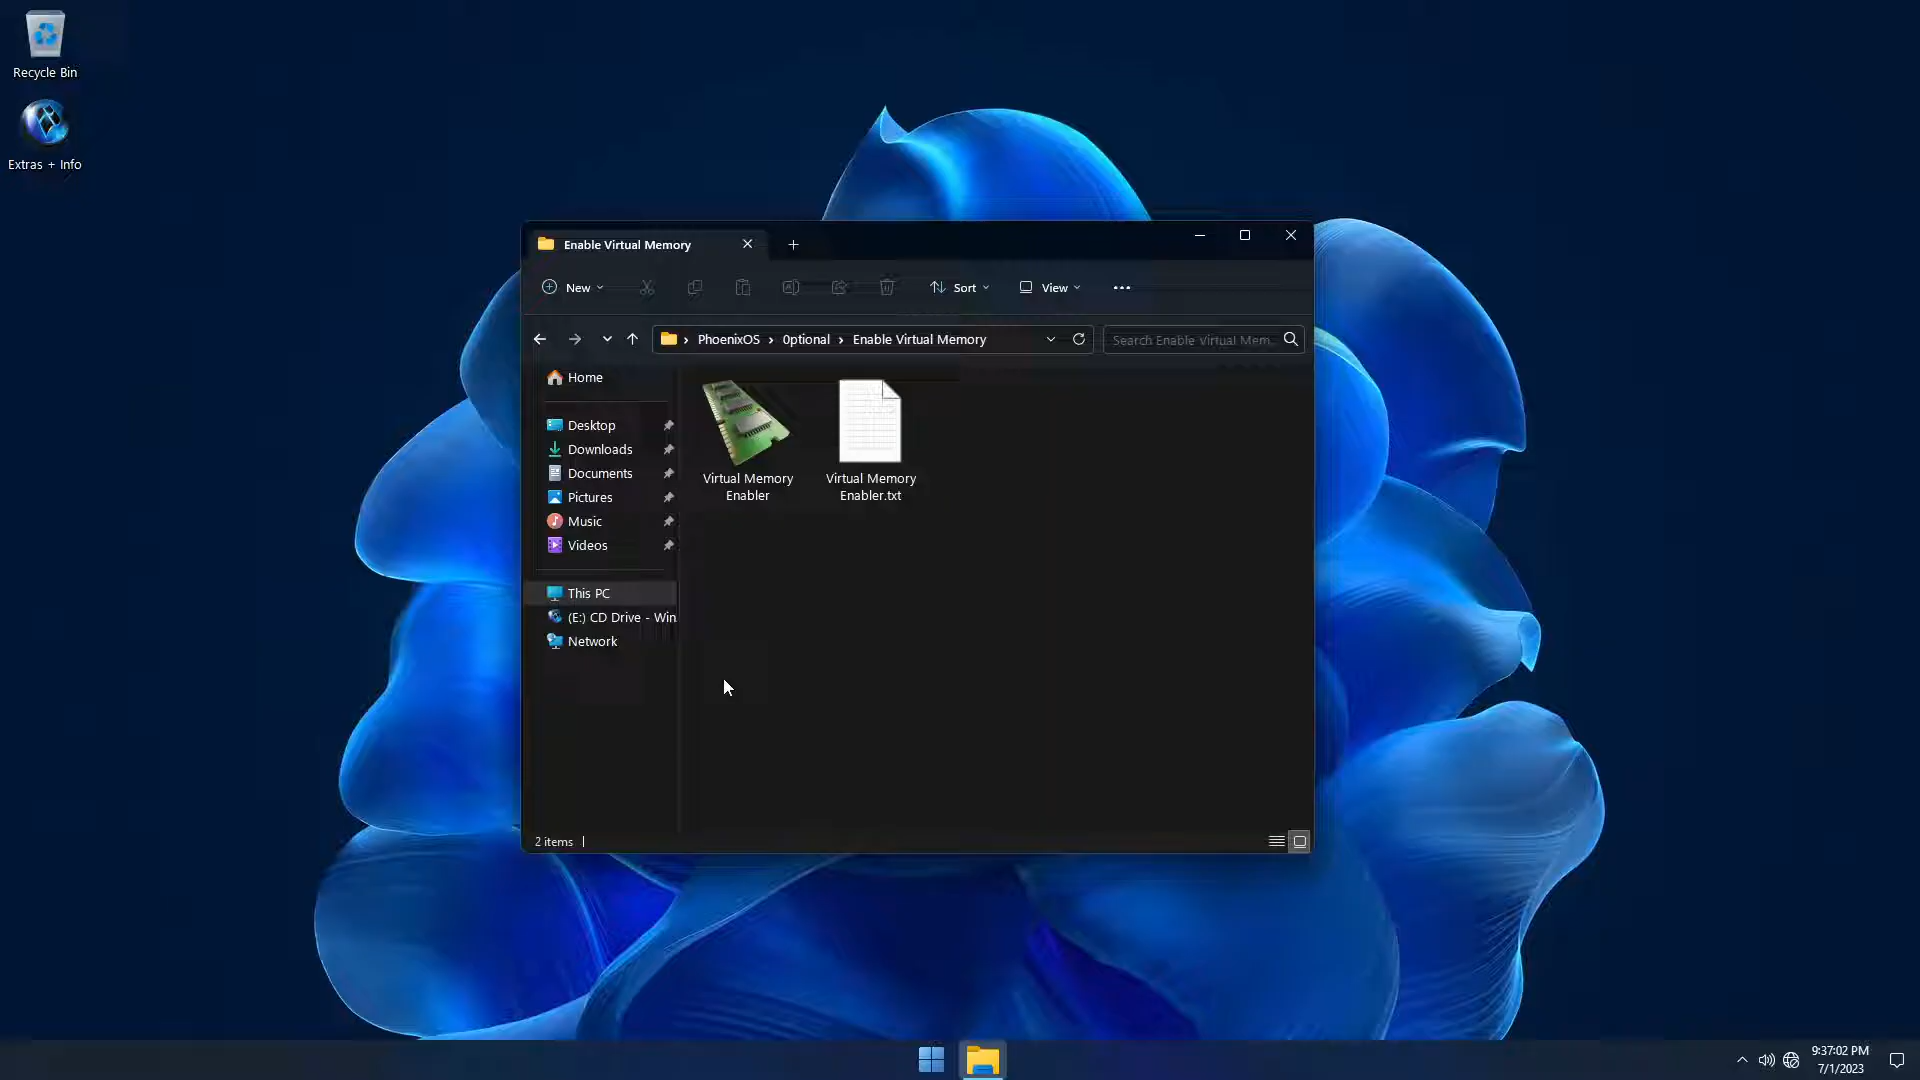 Recycle Bin
Extras + Info
Enable Virtual Memory
New
Sort
View
PhoenixOS › 0ptional › Enable Virtual Memory
Search Enable Virtual Mem
Home
Desktop
Downloads
Documents
Pictures
Music
Videos
This PC
(E:) CD Drive - Win
Network
Virtual Memory
Enabler
Virtual Memory
Enabler.txt
2 items
9:37:02 PM
7/1/2023